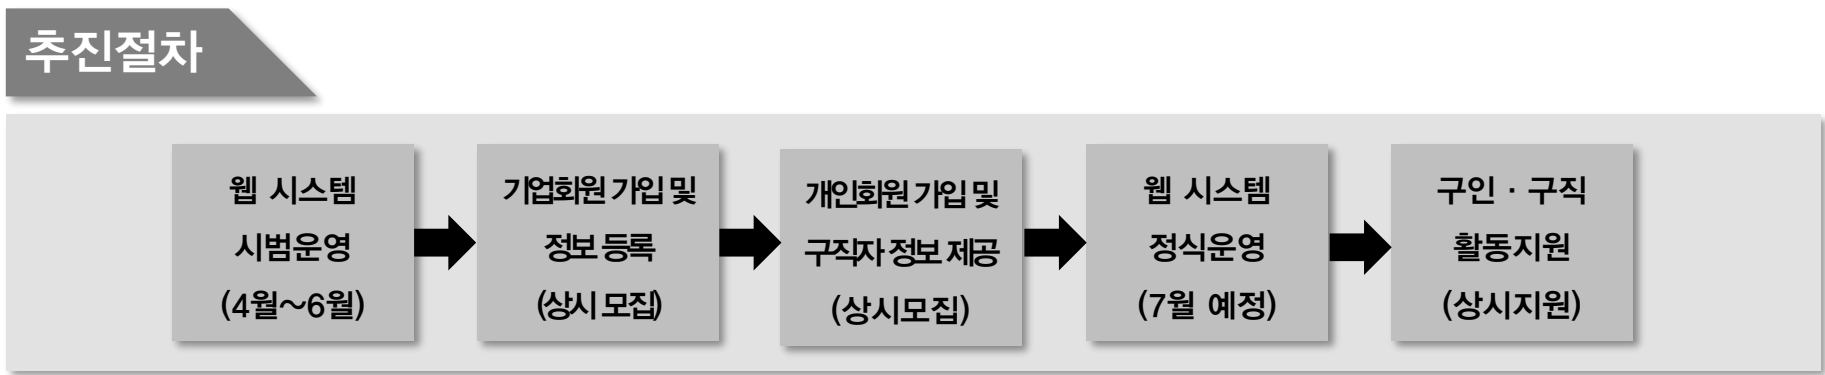 추진절차
웹 시스템
시범운영
(4월~6월)
기업회원 가입 및
정보 등록
(상시 모집)
개인회원 가입 및
구직자 정보 제공
(상시모집)
웹 시스템
정식운영
(7월 예정)
구인 · 구직
활동지원
(상시지원)